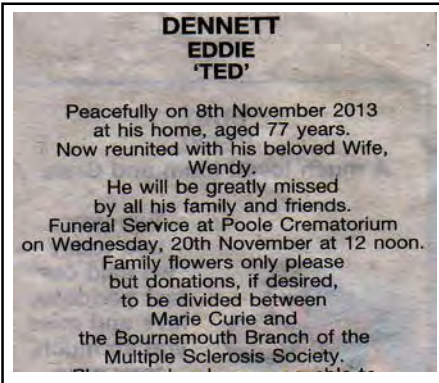 DENNETT
EDDIE
'TED'
Peacefully on 8th November 2013
at his home, aged 77 years.
Now reunited with his beloved Wife,
Wendy.
He will be greatly missed
by all his family and friends.
Funeral Service at Poole Crematorium
on Wednesday, 20th November at 12 noon.
Family flowers only please
but donations, if desired,
to be divided between
Marie Curie and
the Bournemouth Branch of the
Multiple Sclerosis Society.